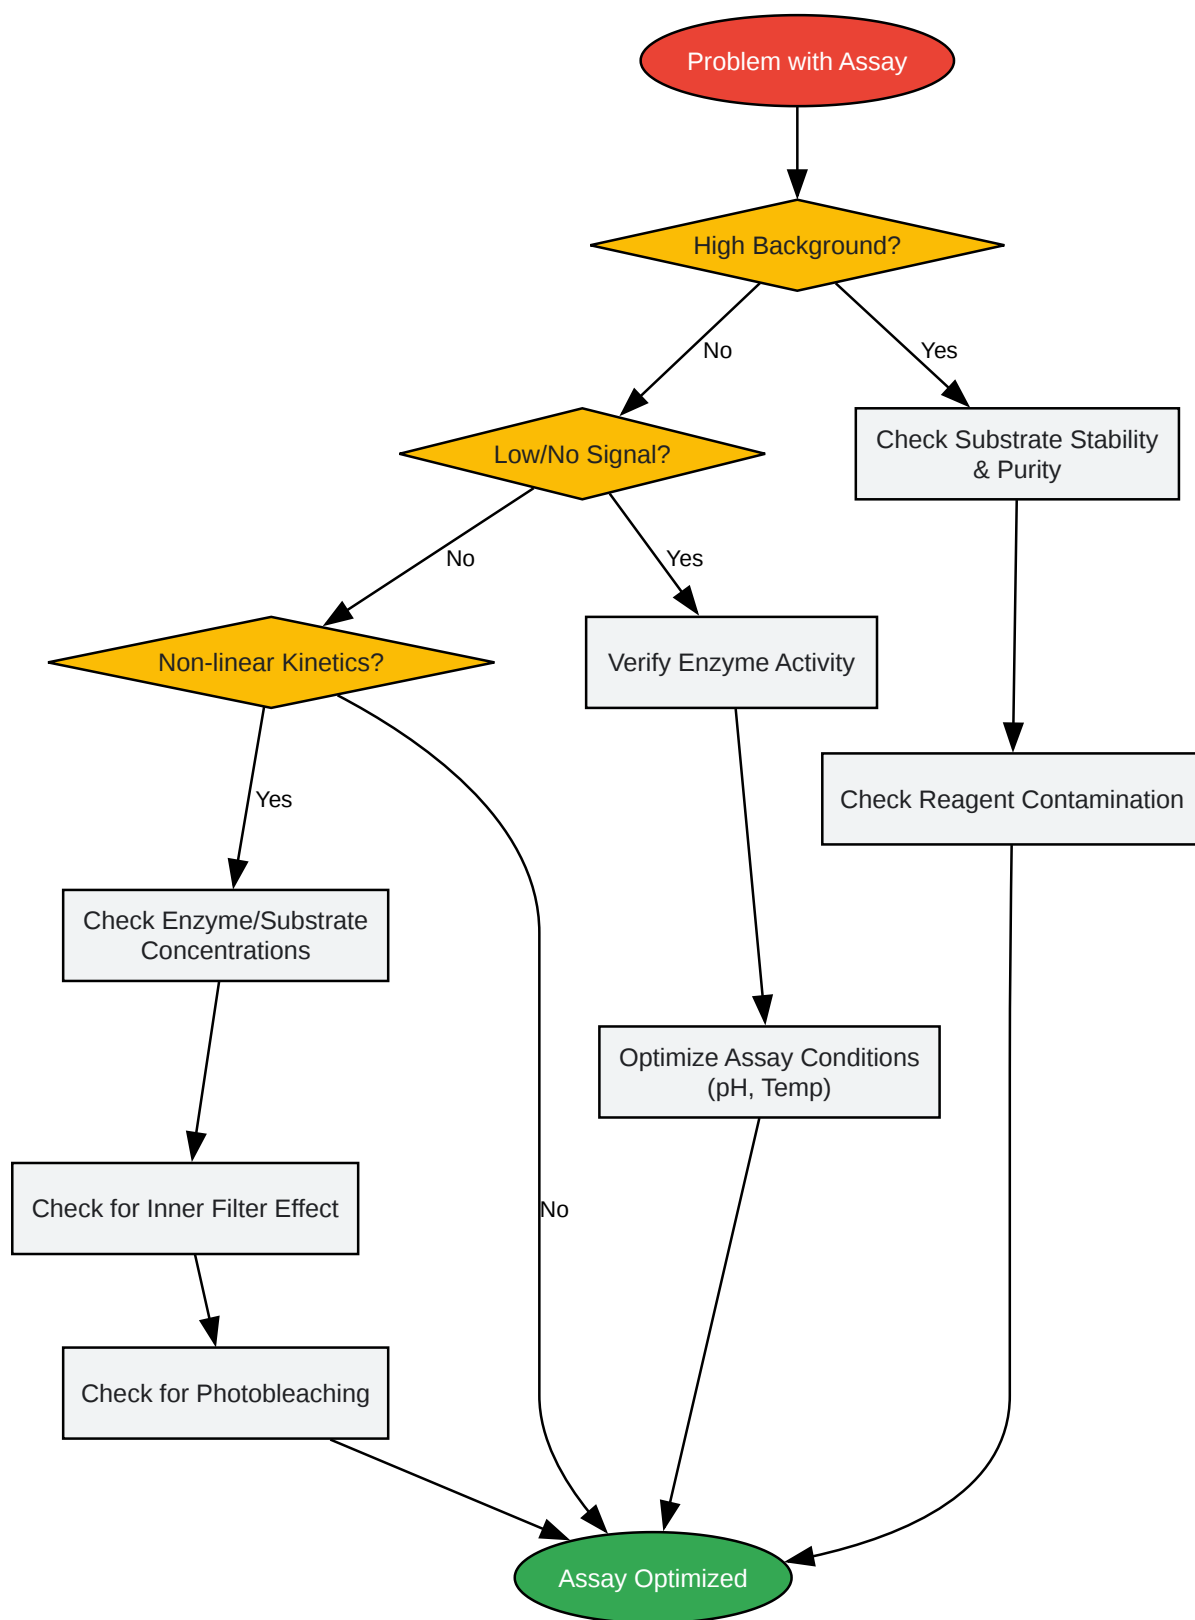 Problem with Assay
High Background?
No
Yes
Low/No Signal?
Check Substrate Stability
& Purity
No
Yes
Non-linear Kinetics?
Verify Enzyme Activity
Yes
Check Reagent Contamination
Check Enzyme/Substrate
Concentrations
Optimize Assay Conditions
(pH, Temp)
Check for Inner Filter Effect
No
Check for Photobleaching
Assay Optimized